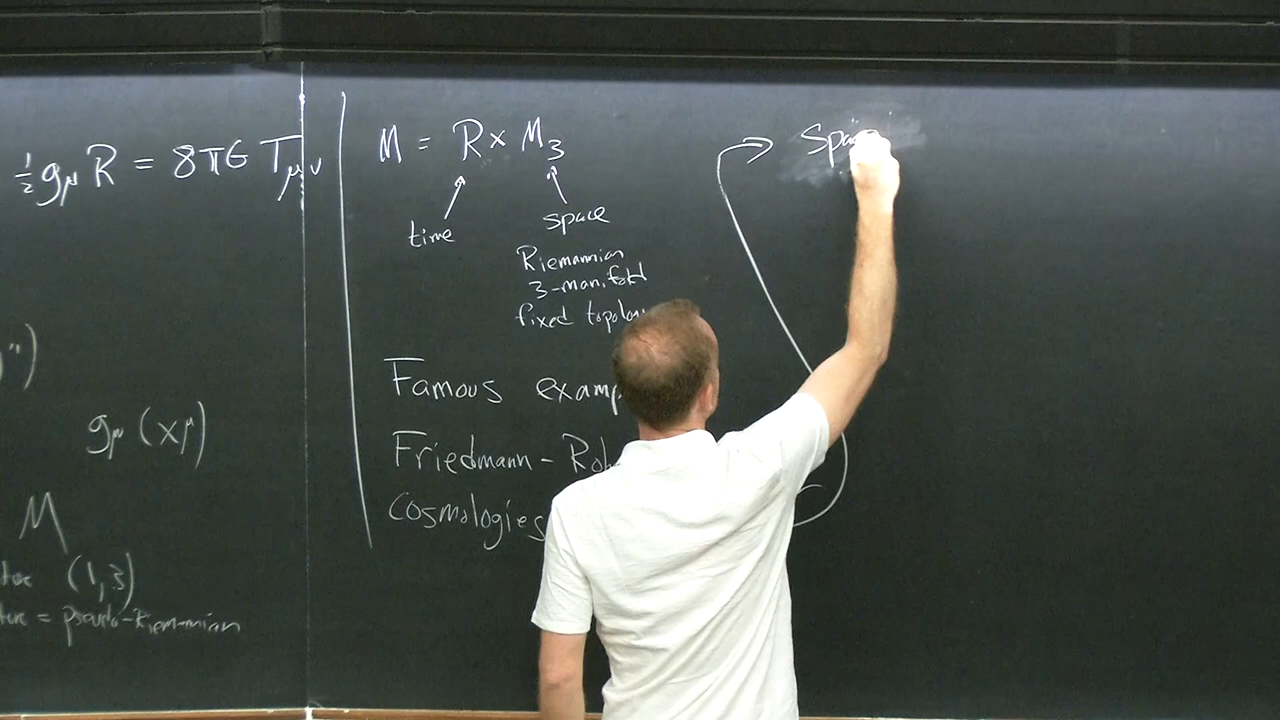 ½ gμ R = 8πG Tμν
")
gμ (xμ)
M
(1,3)
= pseudo-Riemannian
M = R × M₃
time
space
Riemannian
3-manifold
fixed topology
Famous examp
Friedmann - Rob
cosmologies
Spa